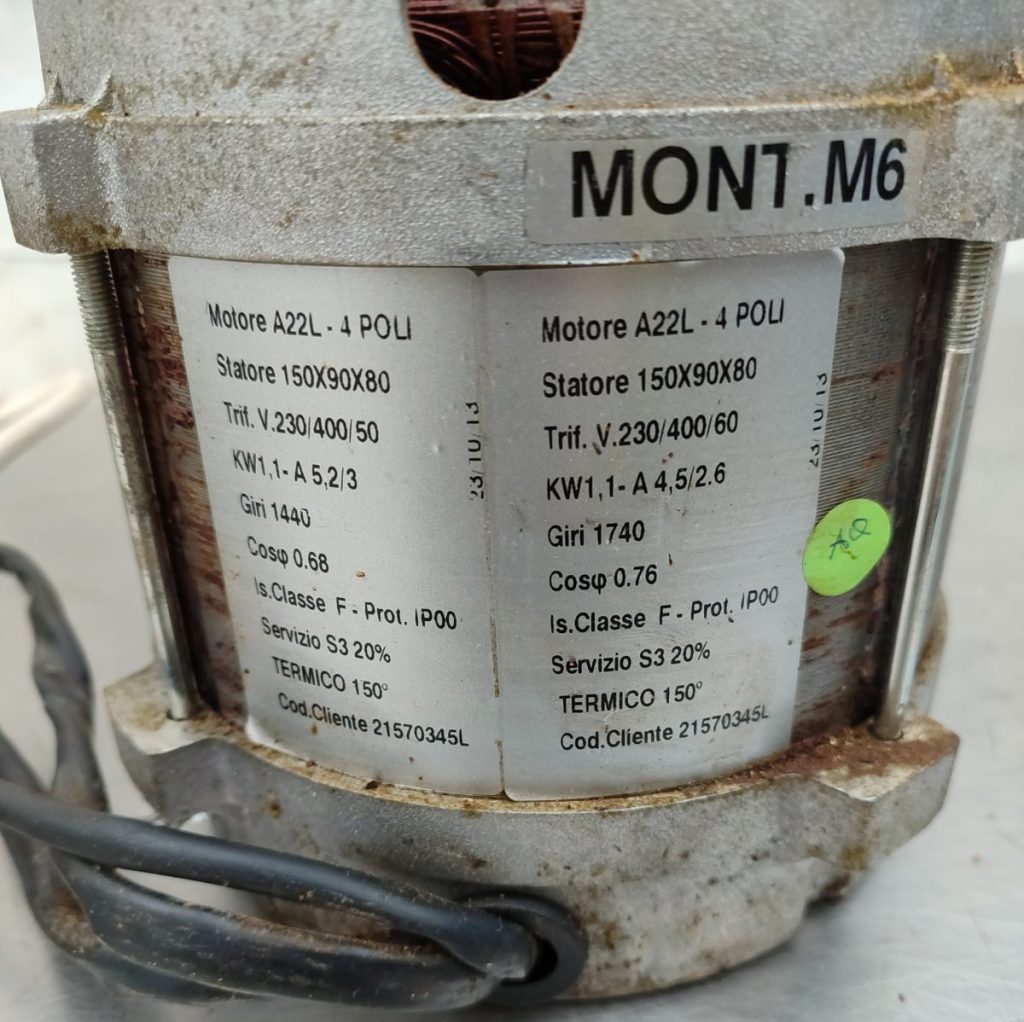 MONT.M6
Motore A22L - 4 POLI
Statore 150X90X80
Trif. V.230/400/50
KW1,1- A 5,2/3
Giri 1440
Cosφ 0.68
Is.Classe F - Prot. IP00
Servizio S3 20%
TERMICO 150°
Cod.Cliente 21570345L
23/10/13
Motore A22L - 4 POLI
Statore 150X90X80
Trif. V.230/400/60
KW1,1- A 4,5/2.6
Giri 1740
Cosφ 0.76
Is.Classe F - Prot. IP00
Servizio S3 20%
TERMICO 150°
Cod.Cliente 21570345L
23/10/13